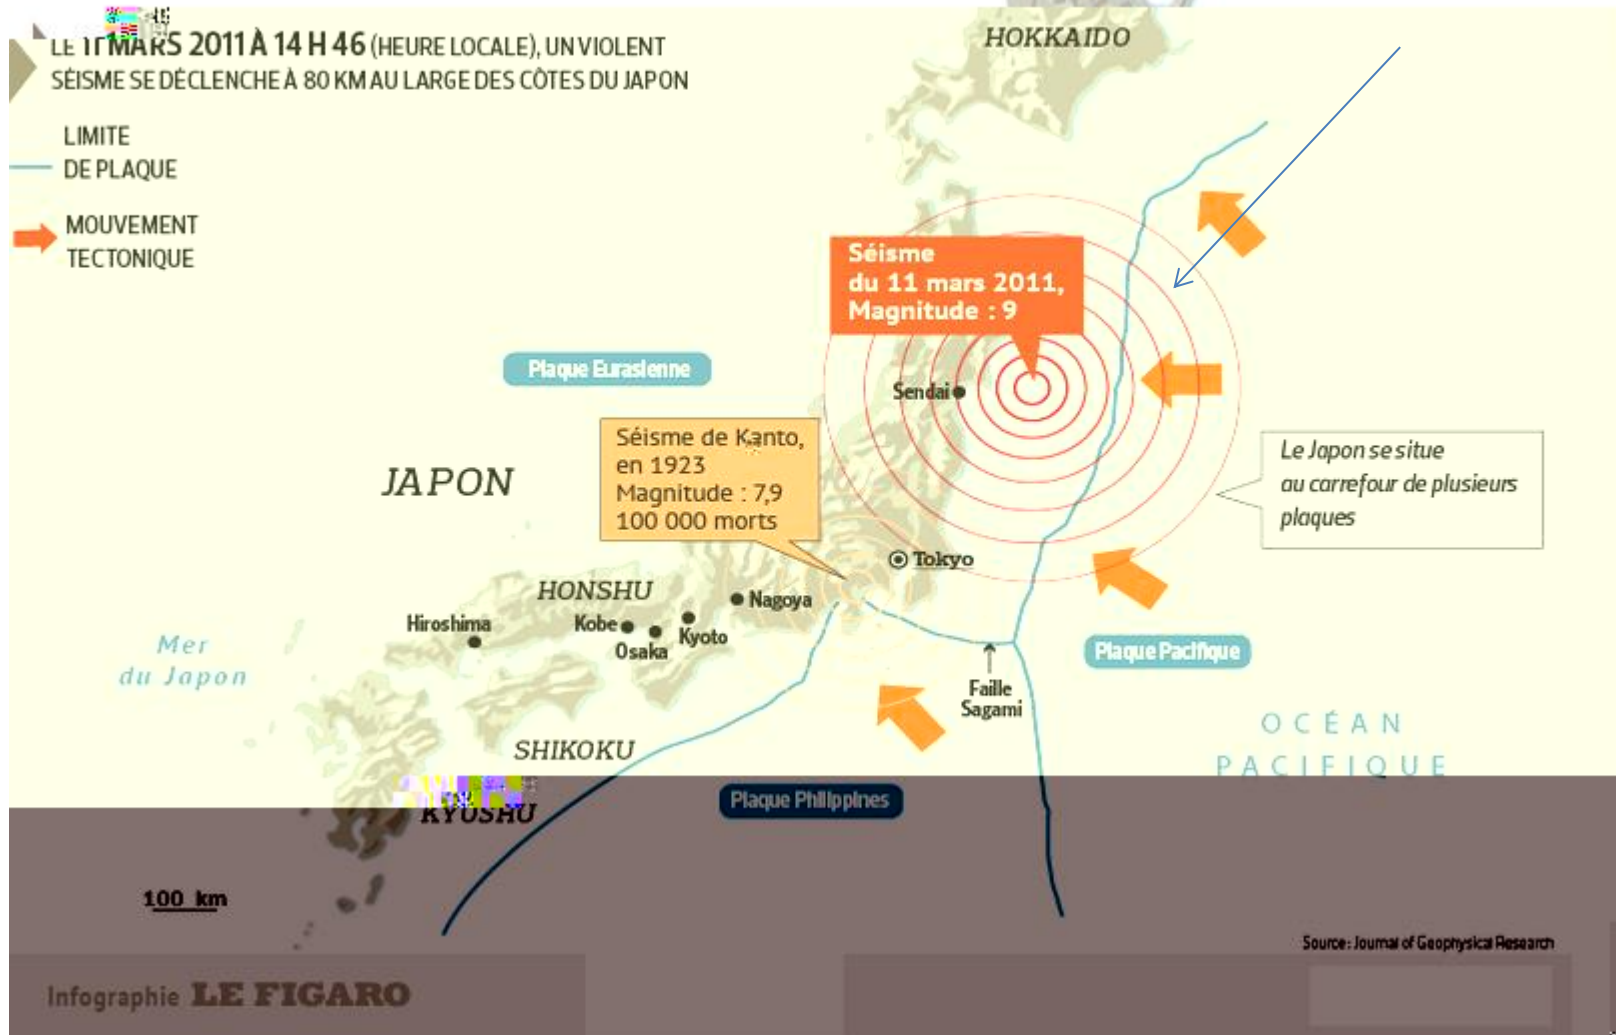 LE 11 MARS 2011 À 14 H 46 (HEURE LOCALE), UN VIOLENT
SÉISME SE DÉCLENCHE À 80 KM AU LARGE DES CÔTES DU JAPON
LIMITE
DE PLAQUE
MOUVEMENT
TECTONIQUE
HOKKAIDO
Séisme
du 11 mars 2011,
Magnitude : 9
Plaque Eurasienne
Sendai
Séisme de Kanto,
en 1923
Magnitude : 7,9
100 000 morts
JAPON
Le Japon se situe
au carrefour de plusieurs
plaques
Tokyo
HONSHU
Nagoya
Hiroshima
Kobe
Kyoto
Osaka
Mer
du Japon
Plaque Pacifique
Faille
Sagami
OCÉAN
PACIFIQUE
SHIKOKU
Plaque Philippines
KYUSHU
100 km
Source : Journal of Geophysical Research
Infographie LE FIGARO